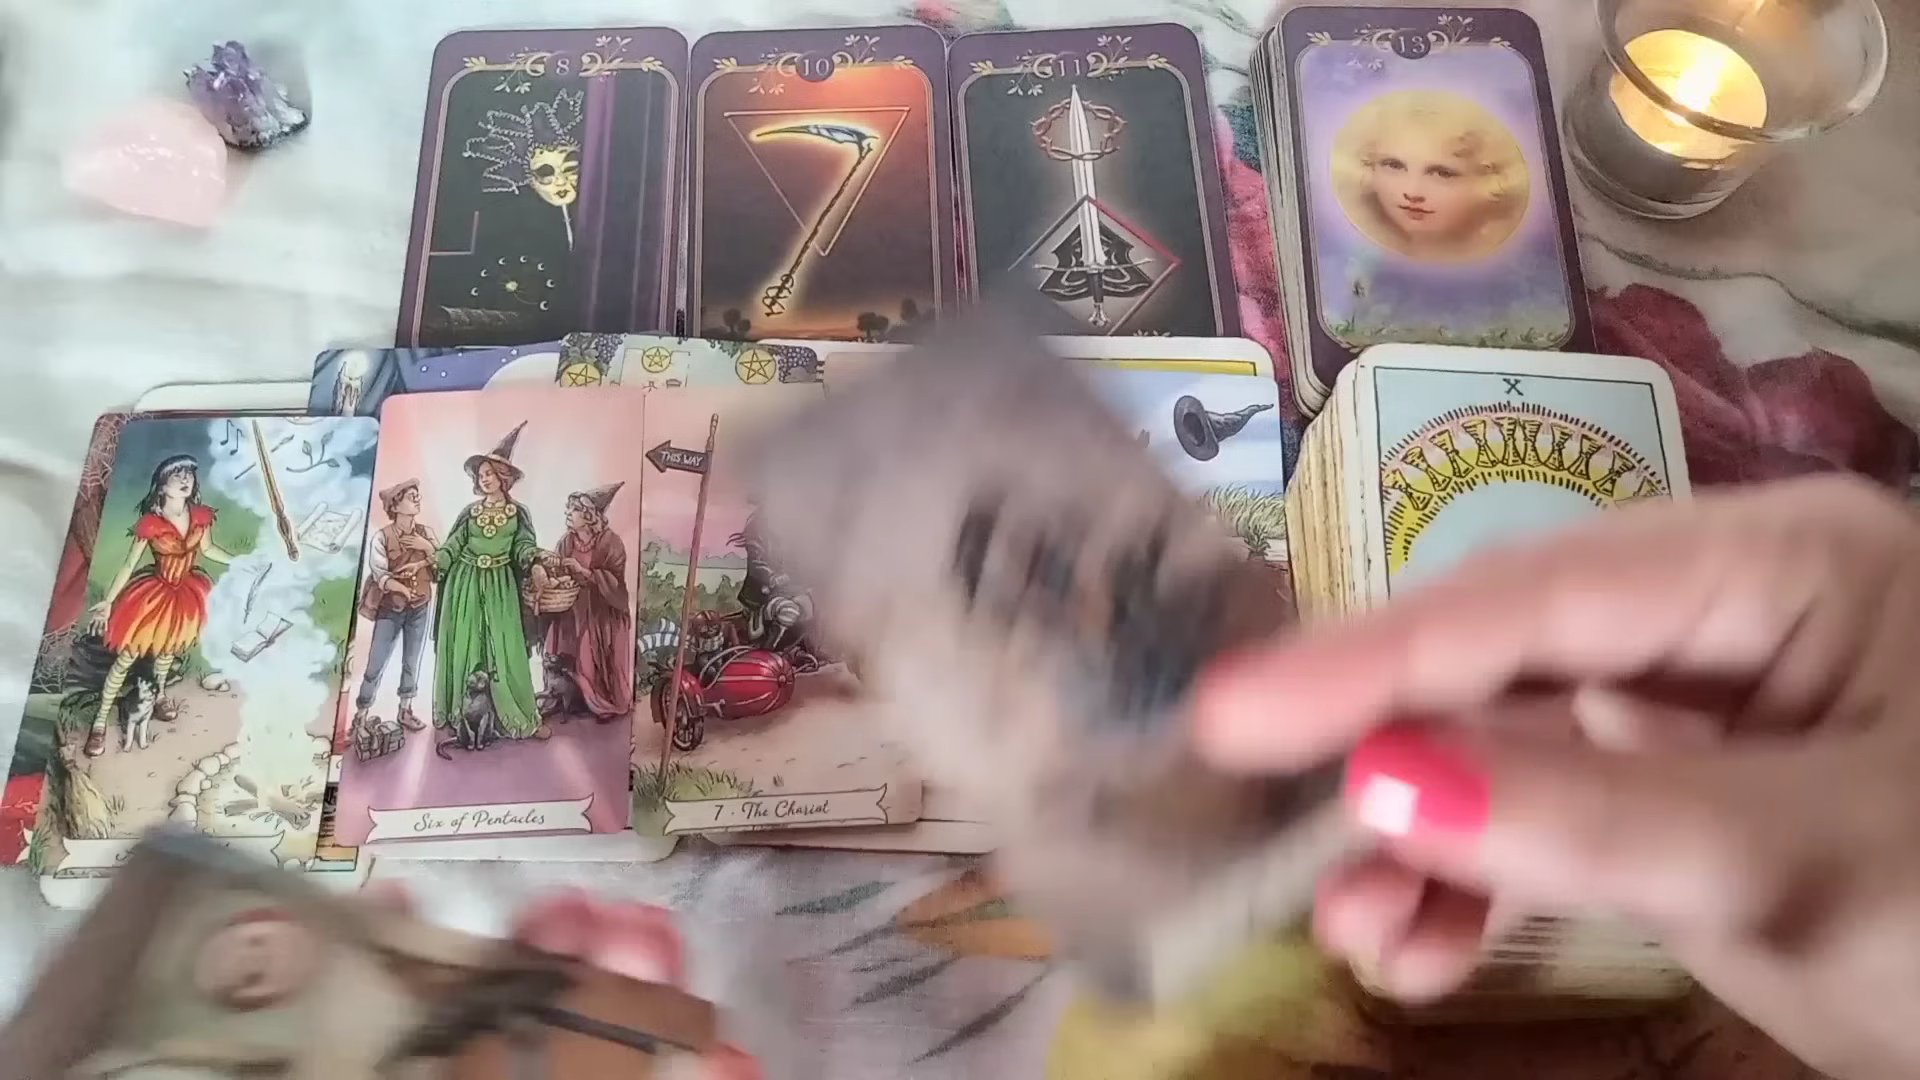 8
10
11
13
X
THIS WAY
Six of Pentacles
7 · The Chariot